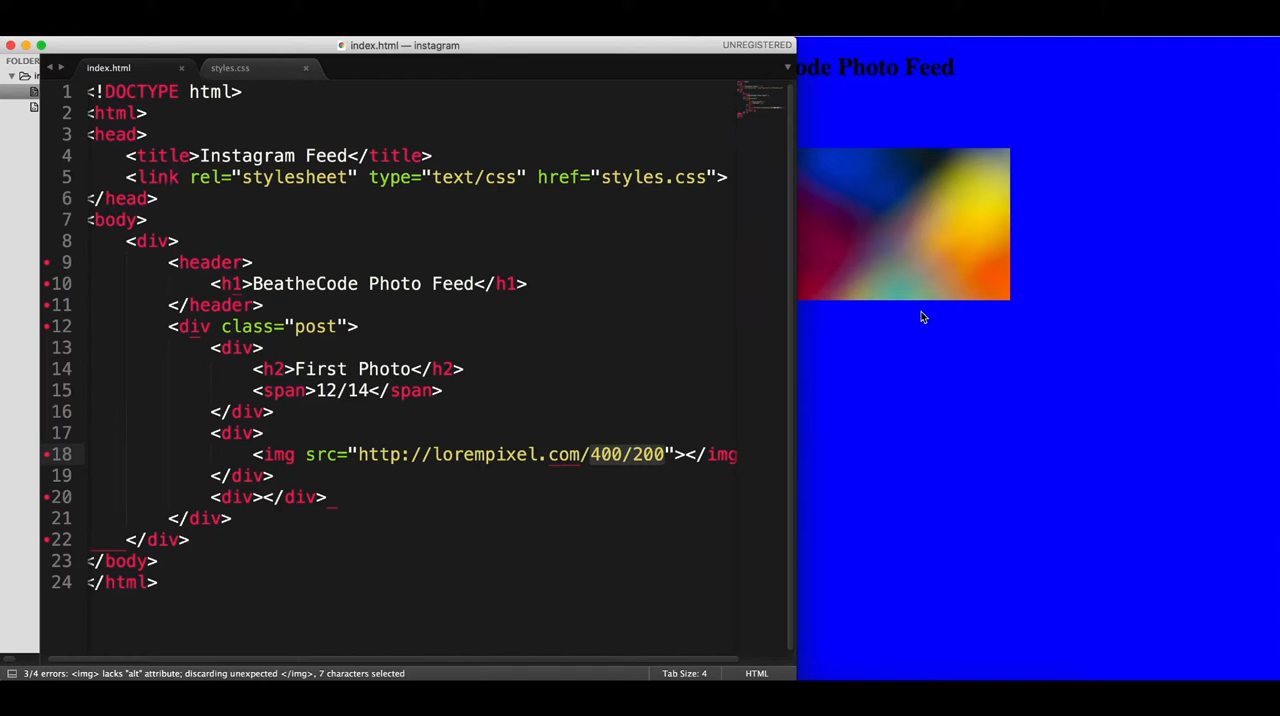 index.html — instagram
UNREGISTERED
FOLDER
index.html
styles.css
ode Photo Feed
1 <!DOCTYPE html>
2 <html>
3 <head>
4 <title>Instagram Feed</title>
5 <link rel="stylesheet" type="text/css" href="styles.css">
6 </head>
7 <body>
8 <div>
9 <header>
10 <h1>BeatheCode Photo Feed</h1>
11 </header>
12 <div class="post">
13 <div>
14 <h2>First Photo</h2>
15 <span>12/14</span>
16 </div>
17 <div>
18 <img src="http://lorempixel.com/400/200"></img
19 </div>
20 <div></div>
21 </div>
22 </div>
23 </body>
24 </html>
3/4 errors: <img> lacks "alt" attribute; discarding unexpected </img>, 7 characters selected
Tab Size: 4
HTML